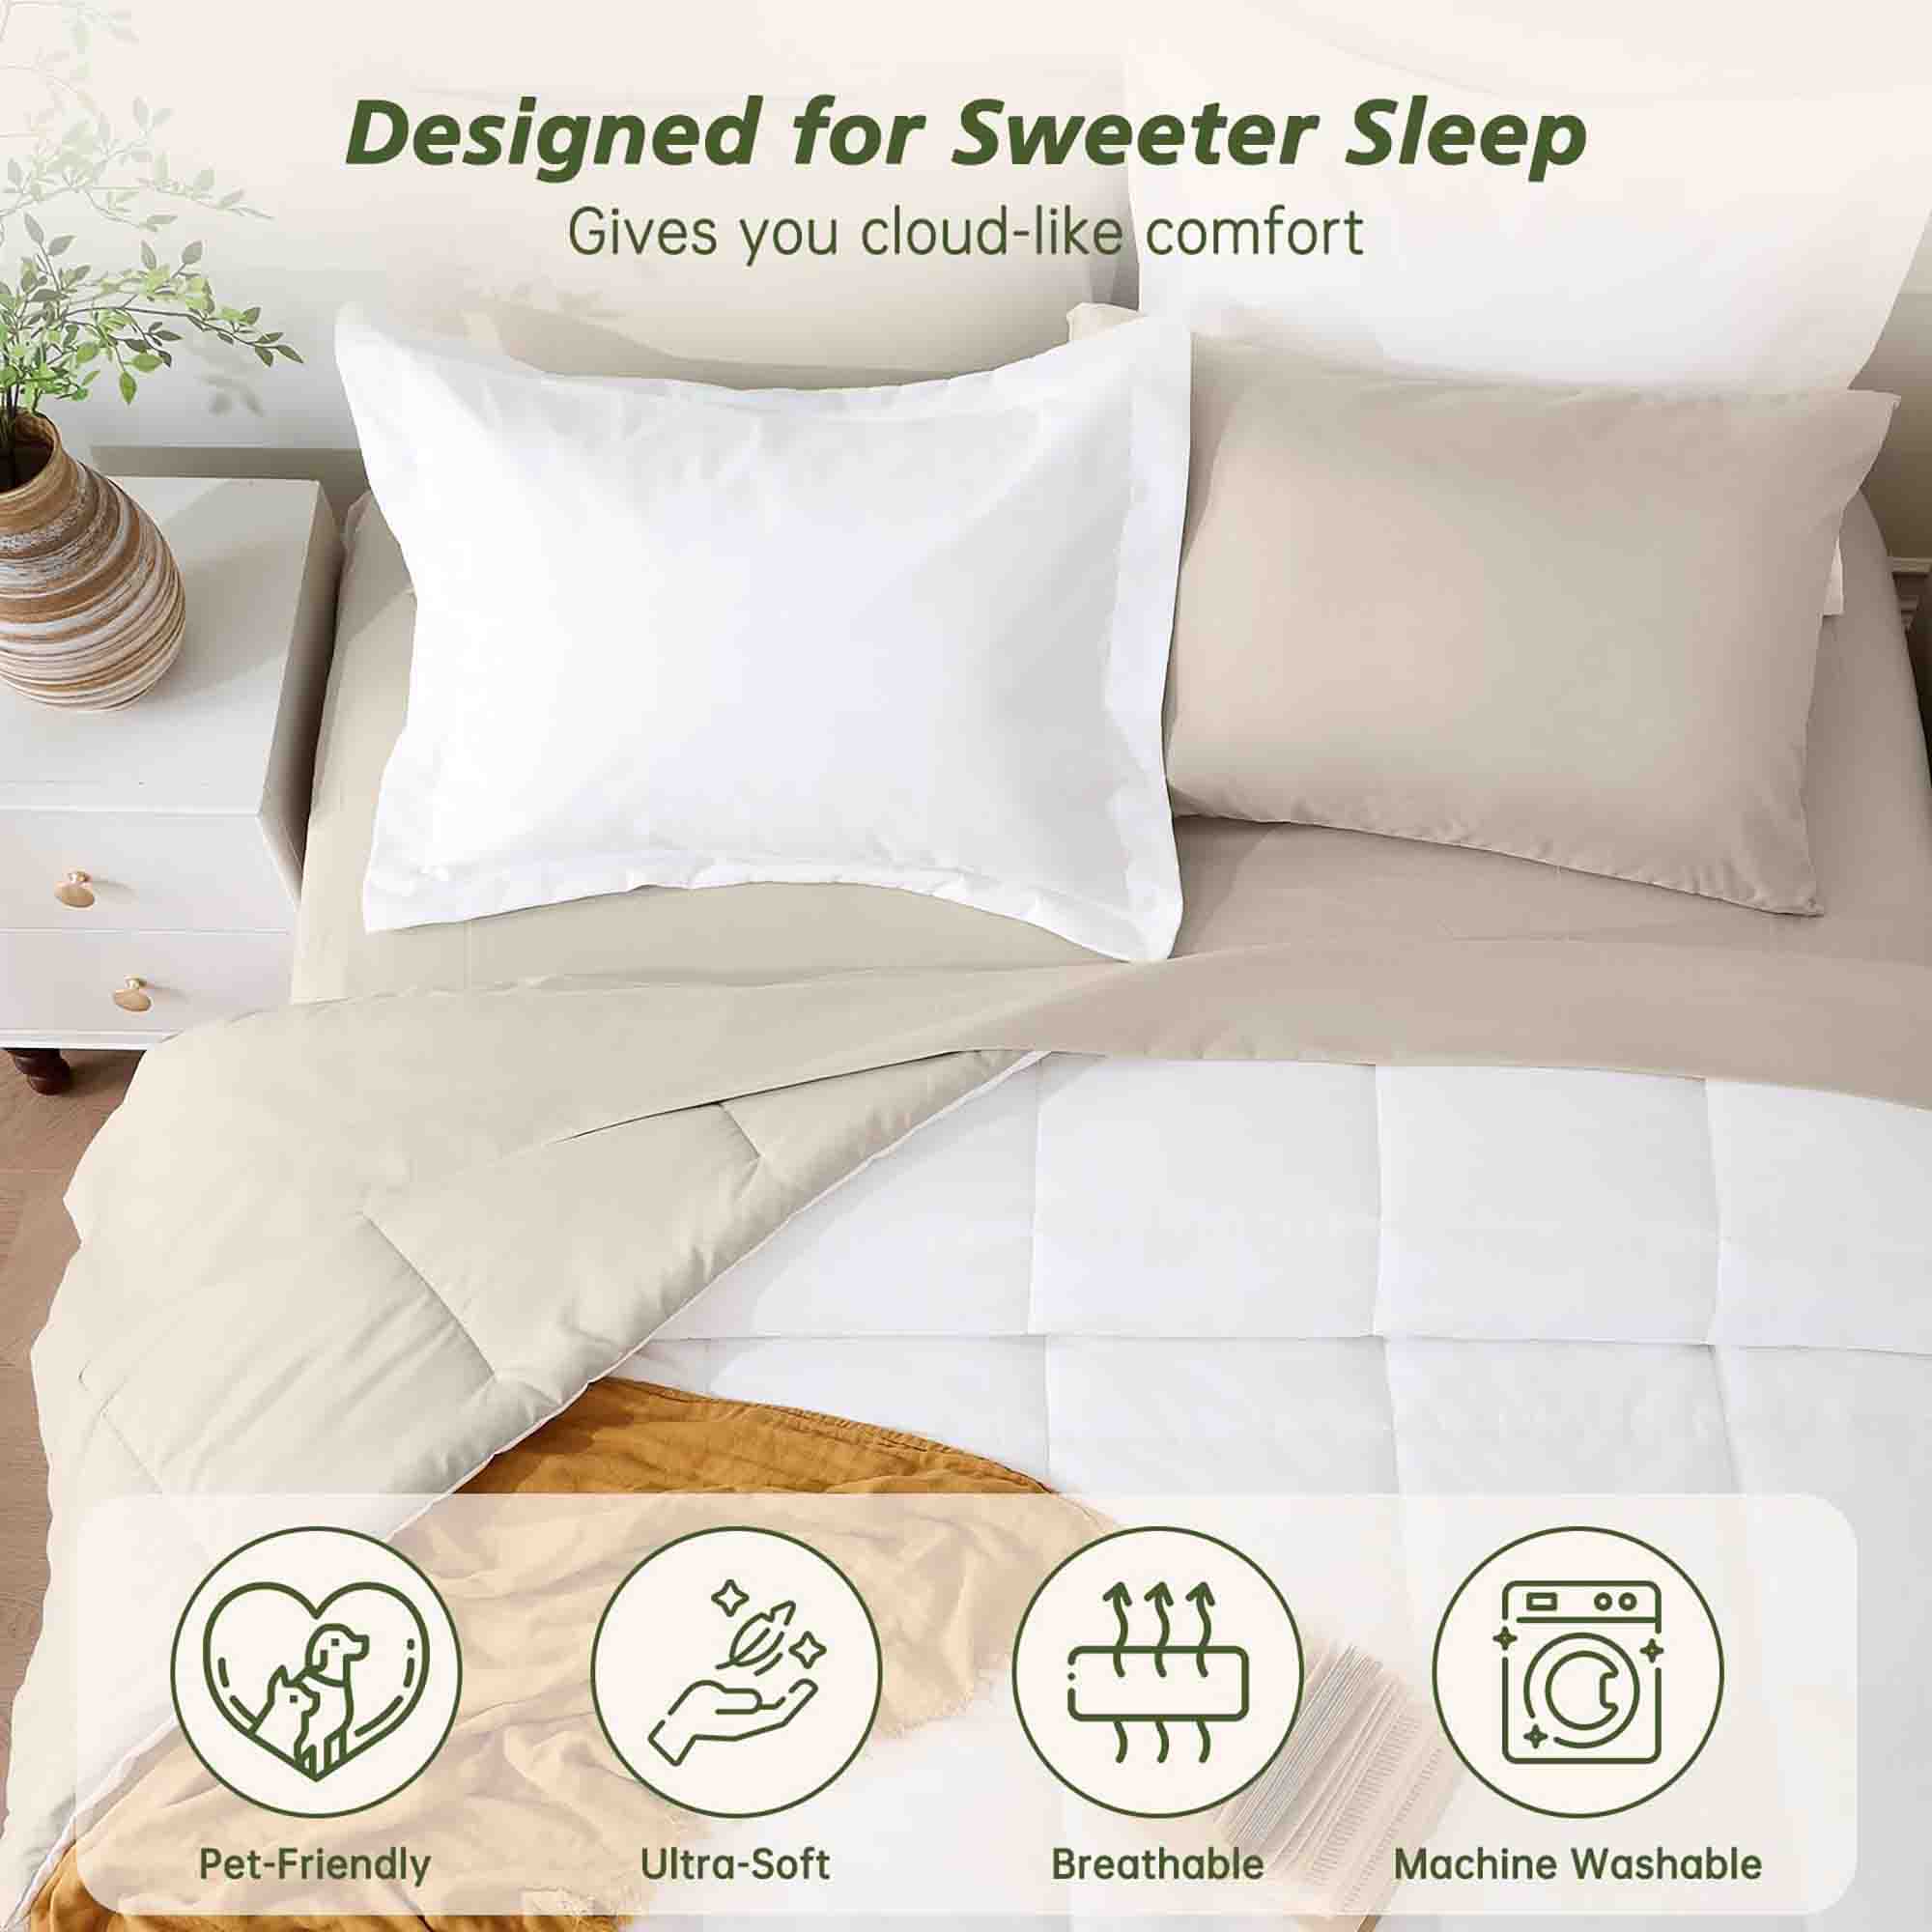 Designed for Sweeter Sleep
Gives you cloud-like comfort
Pet-Friendly
Ultra-Soft
Breathable
Machine Washable